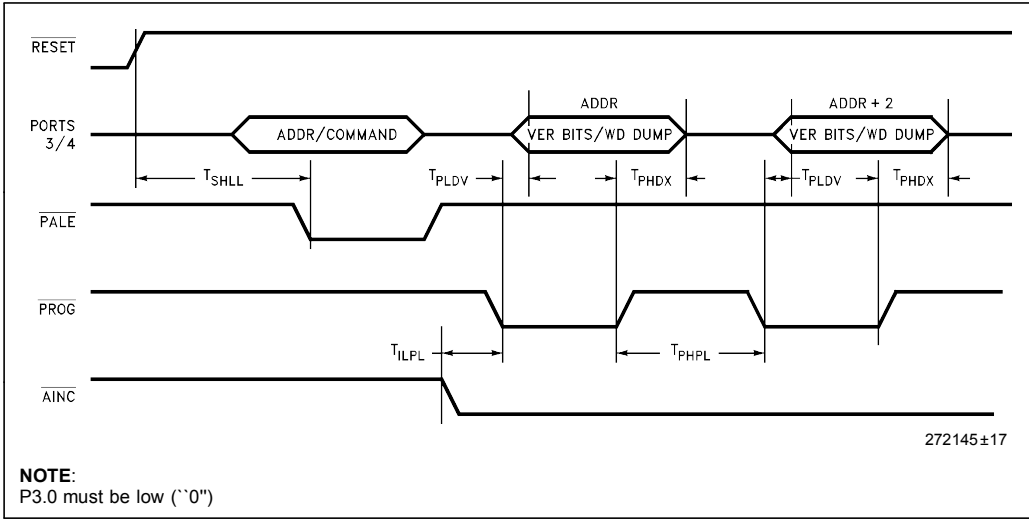 RESET
ADDR
ADDR + 2
PORTS
3/4
ADDR/COMMAND
VER BITS/WD DUMP
VER BITS/WD DUMP
TSHLL
TPLDV
TPHDX
TPLDV
TPHDX
PALE
PROG
TILPL
TPHPL
AINC
272145±17
NOTE:
P3.0 must be low (``0'')